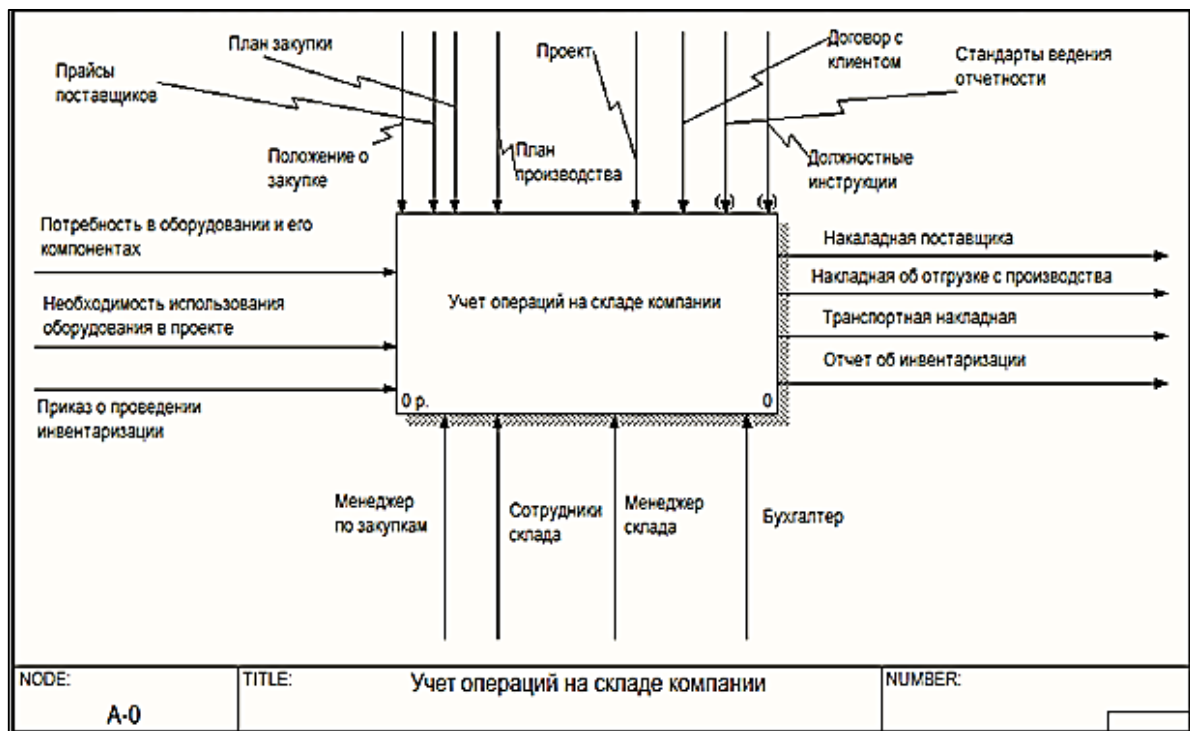 План закупки
Прайсы
поставщиков
Положение о
закупке
План
производства
Проект
Договор с
клиентом
Стандарты ведения
отчетности
Должностные
инструкции
Потребность в оборудовании и его
компонентах
Необходимость использования
оборудования в проекте
Приказ о проведении
инвентаризации
Учет операций на складе компании
0 р.
0
Накаладная поставщика
Накладная об отгрузке с производства
Транспортная накладная
Отчет об инвентаризации
Менеджер
по закупкам
Сотрудники
склада
Менеджер
склада
Бухгалтер
NODE:
A-0
TITLE:
Учет операций на складе компании
NUMBER: